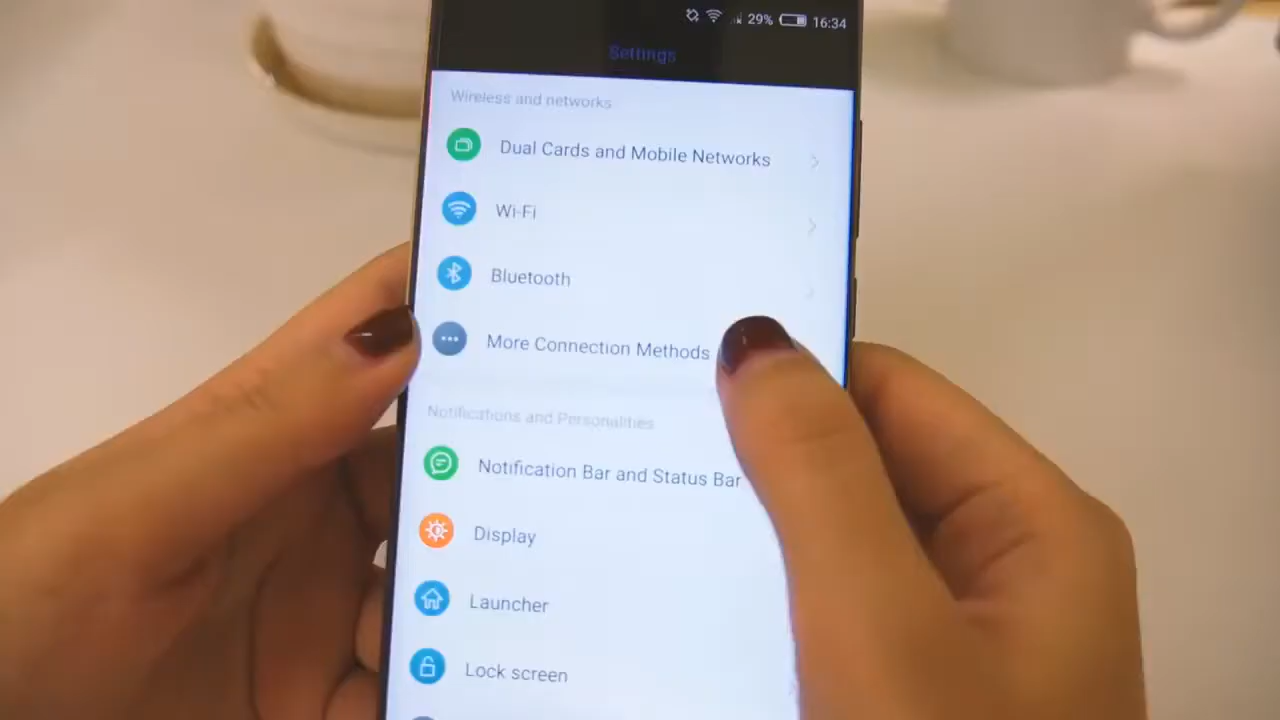 29% 16:34
Settings
Wireless and networks
Dual Cards and Mobile Networks
Wi-Fi
Bluetooth
More Connection Methods
Notifications and Personalities
Notification Bar and Status Bar
Display
Launcher
Lock screen